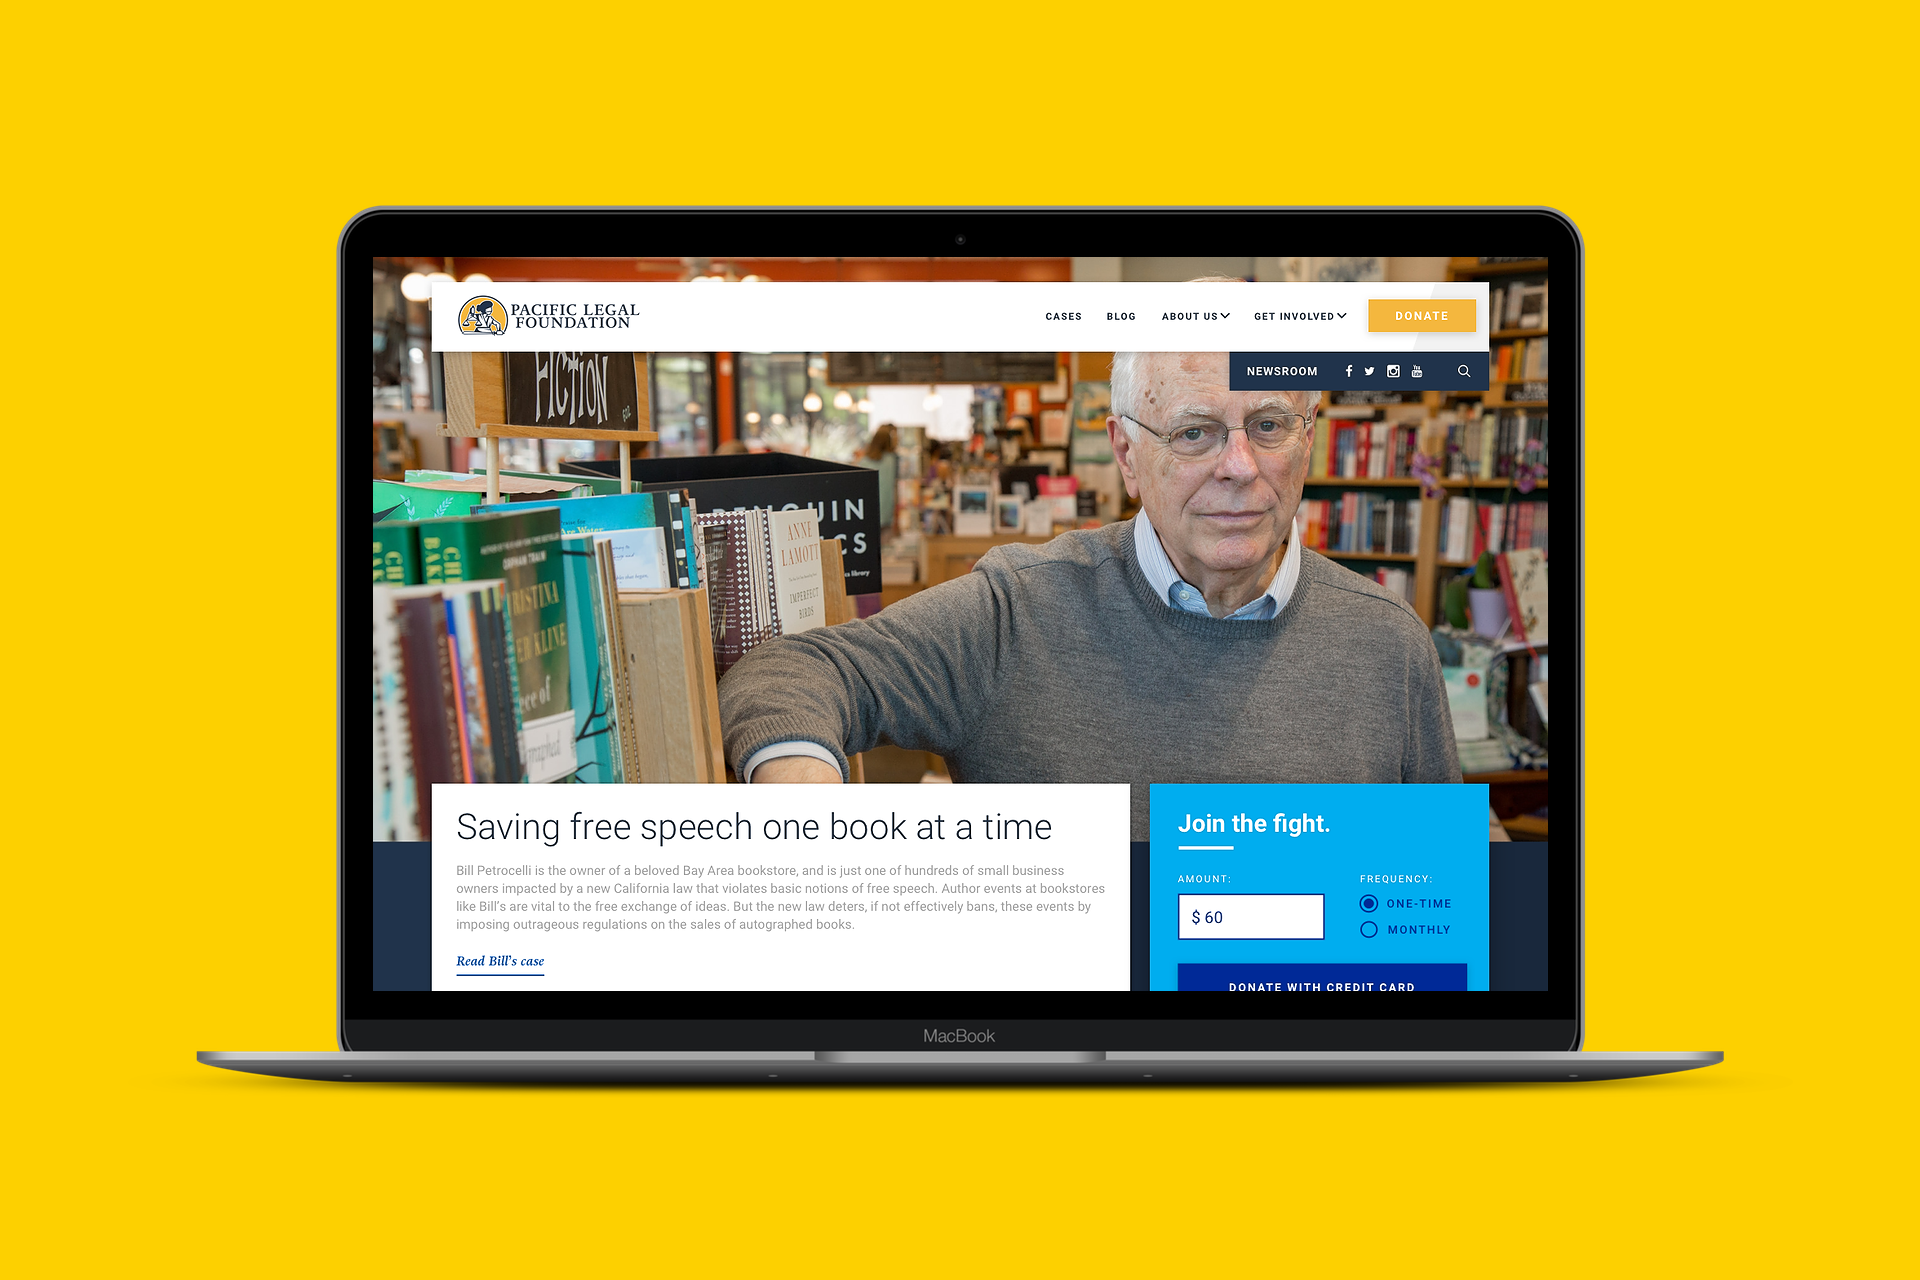 PACIFIC LEGAL
FOUNDATION
CASES
BLOG
ABOUT US
GET INVOLVED
DONATE
NEWSROOM
FICTION
PENGUIN
ANNE
LAMOTT
IMPERFECT
BIRDS
ORPHAN TRAIN
KLINE
Saving free speech one book at a time
Bill Petrocelli is the owner of a beloved Bay Area bookstore, and is just one of hundreds of small business
owners impacted by a new California law that violates basic notions of free speech. Author events at bookstores
like Bill's are vital to the free exchange of ideas. But the new law deters, if not effectively bans, these events by
imposing outrageous regulations on the sales of autographed books.
Read Bill's case
Join the fight.
AMOUNT:
$ 60
FREQUENCY:
ONE-TIME
MONTHLY
DONATE WITH CREDIT CARD
MacBook